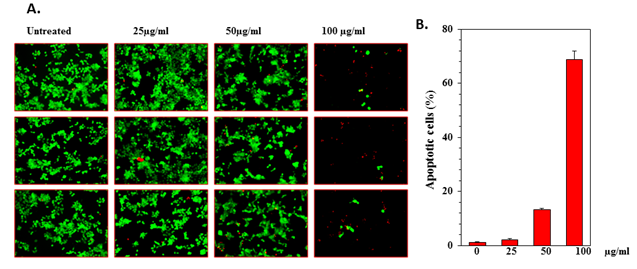 A.
Untreated 25µg/ml 50µg/ml 100 µg/ml
B.
Apoptotic cells (%)
80
60
40
20
0
0 25 50 100 µg/ml